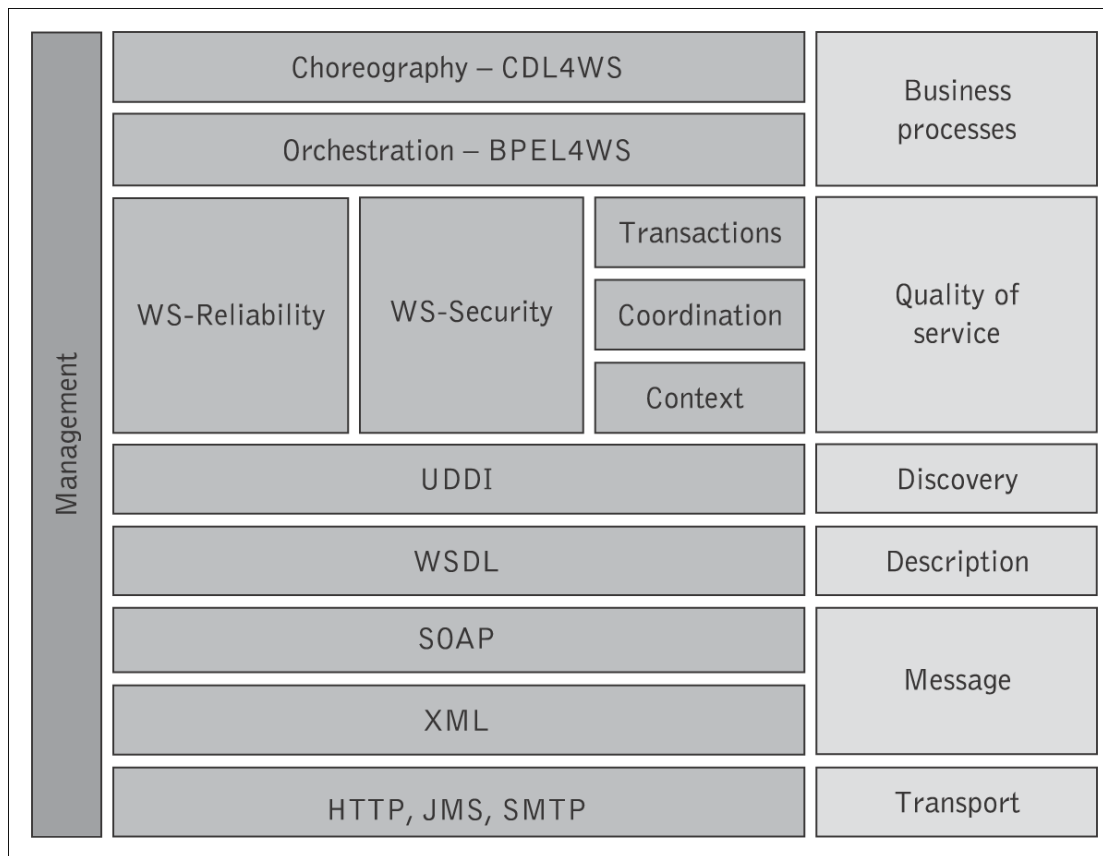 Management
Choreography – CDL4WS
Orchestration – BPEL4WS
Business
processes
WS-Reliability
WS-Security
Transactions
Coordination
Context
Quality of
service
UDDI
Discovery
WSDL
Description
SOAP
XML
Message
HTTP, JMS, SMTP
Transport